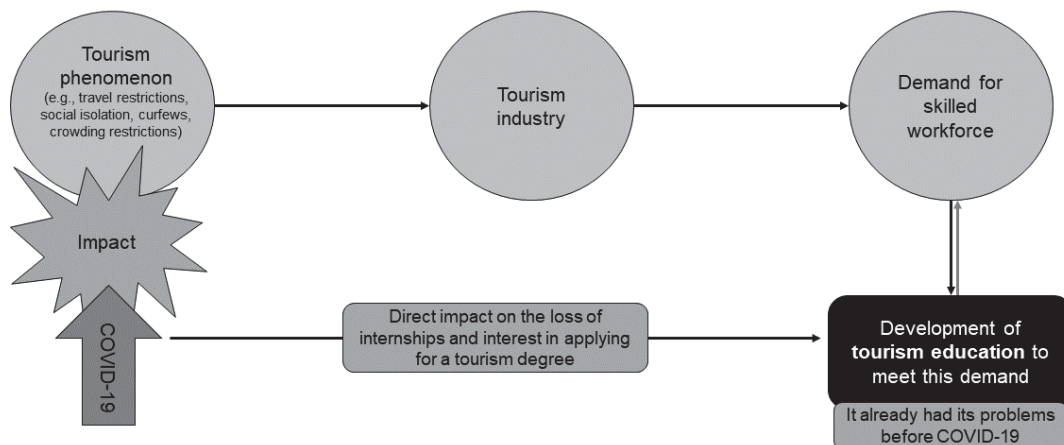 Tourism
phenomenon
(e.g., travel restrictions,
social isolation, curfews,
crowding restrictions)
Tourism
industry
Demand for
skilled
workforce
Impact
COVID-19
Direct impact on the loss of
internships and interest in applying
for a tourism degree
Development of
tourism education to
meet this demand
It already had its problems
before COVID-19